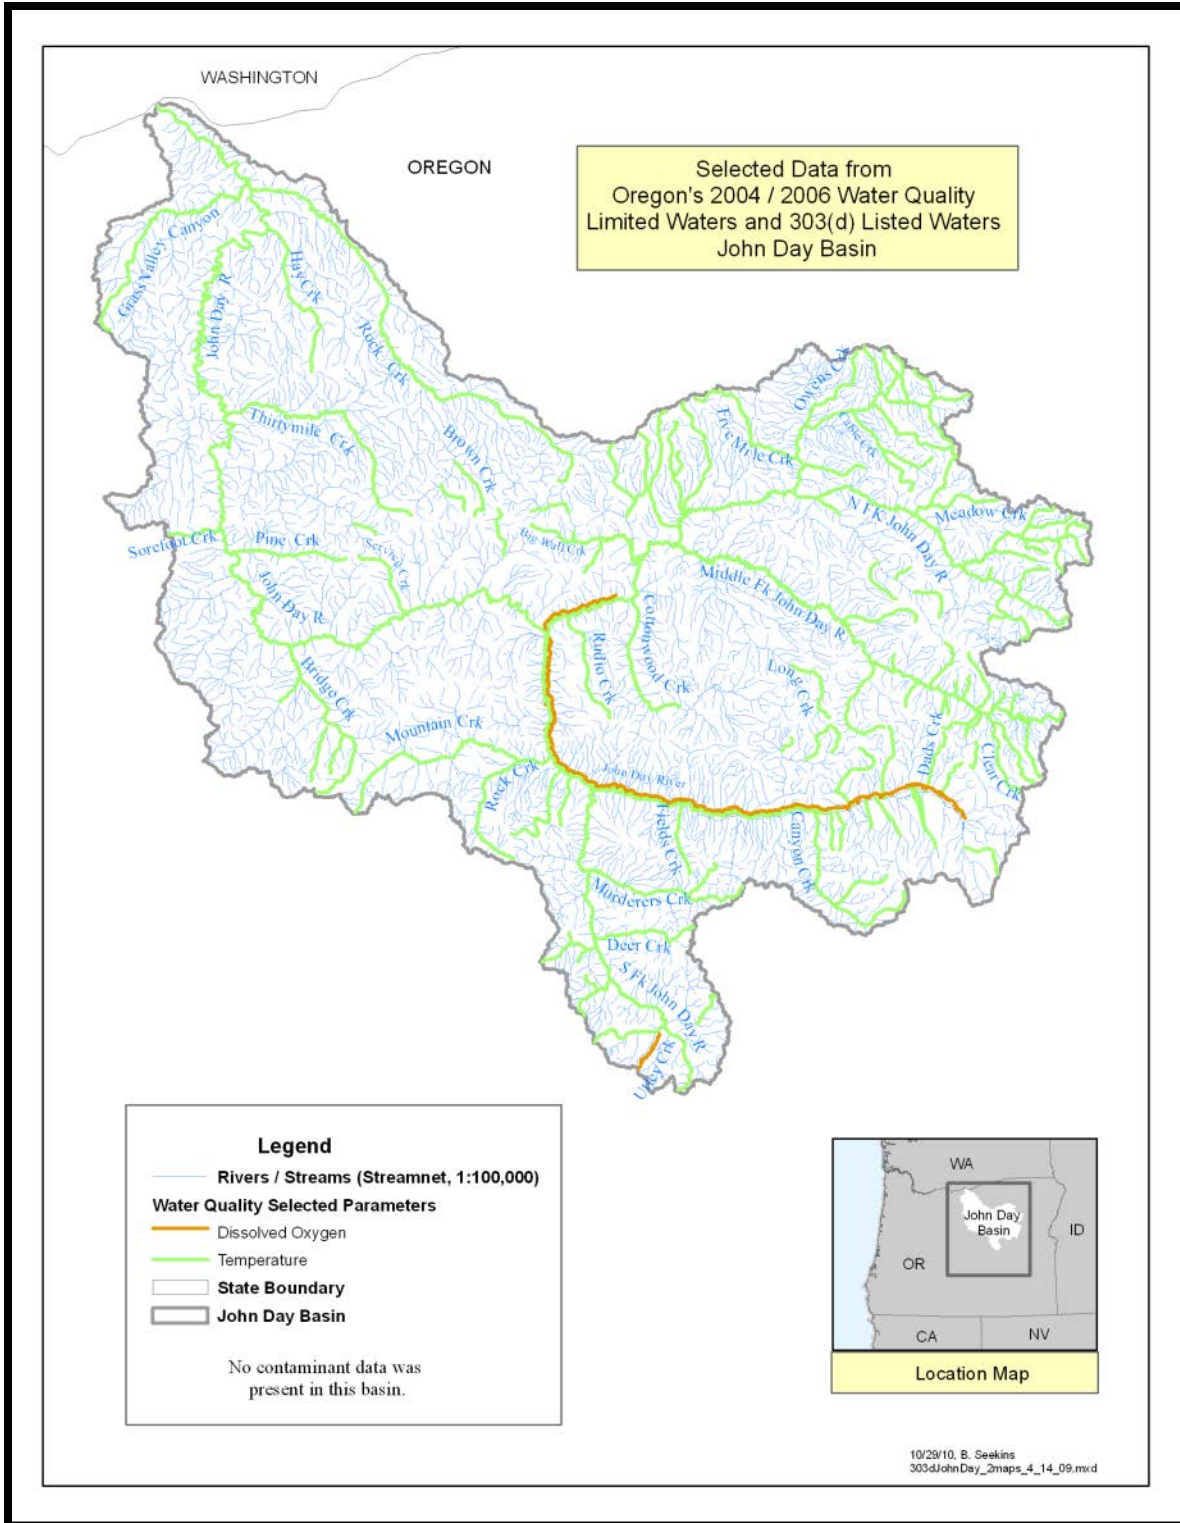 WASHINGTON
OREGON
Selected Data from
Oregon's 2004 / 2006 Water Quality
Limited Waters and 303(d) Listed Waters
John Day Basin
Grass Valley Canyon
John Day R
Hay Crk
Rock Crk
Owens Crk
Five Mile Crk
Cable Crk
Thirtymile Crk
Brown Crk
N FK John Day R
Meadow Crk
Sorefoot Crk
Pine Crk
Service Crk
Big Wall Crk
Middle Fk John Day R
John Day R
Cottonwood Crk
Rudio Crk
Long Crk
Bridge Crk
Mountain Crk
Dads Crk
Clear Crk
Rock Crk
John Day River
Fields Crk
Canyon Crk
Murderers Crk
Deer Crk
S Fk John Day R
Utley Crk
Legend
Rivers / Streams (Streamnet, 1:100,000)
Water Quality Selected Parameters
Dissolved Oxygen
Temperature
State Boundary
John Day Basin
No contaminant data was
present in this basin.
WA
John Day
Basin
ID
OR
CA
NV
Location Map
10/29/10, B. Seekins
303dJohnDay_2maps_4_14_09.mxd